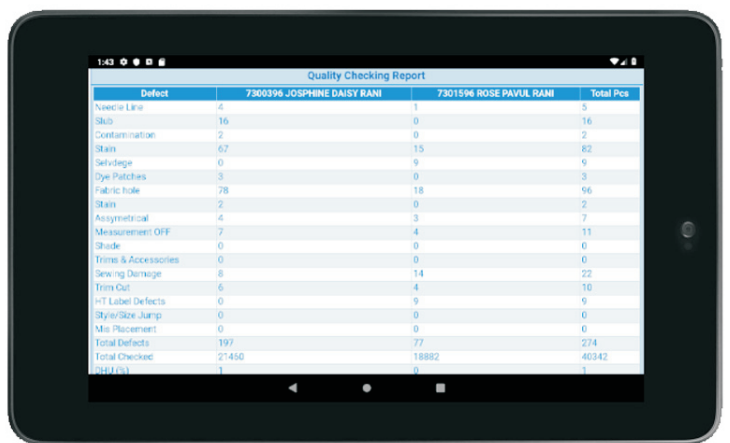 1:43
Quality Checking Report
Defect 7300396 JOSPHINE DAISY RANI 7301596 ROSE PAVUL RANI Total Pcs
Needle Line 4 1 5
Slub 16 0 16
Contamination 2 0 2
Stain 67 15 82
Selvdege 0 9 9
Dye Patches 3 0 3
Fabric hole 78 18 96
Stain 2 0 2
Assymetrical 4 3 7
Measurement OFF 7 4 11
Shade 0 0 0
Trims & Accessories 0 0 0
Sewing Damage 8 14 22
Trim Cut 6 4 10
HT Label Defects 0 9 9
Style/Size Jump 0 0 0
Mis Placement 0 0 0
Total Defects 197 77 274
Total Checked 21460 18882 40342
DHU (%) 1 0 1